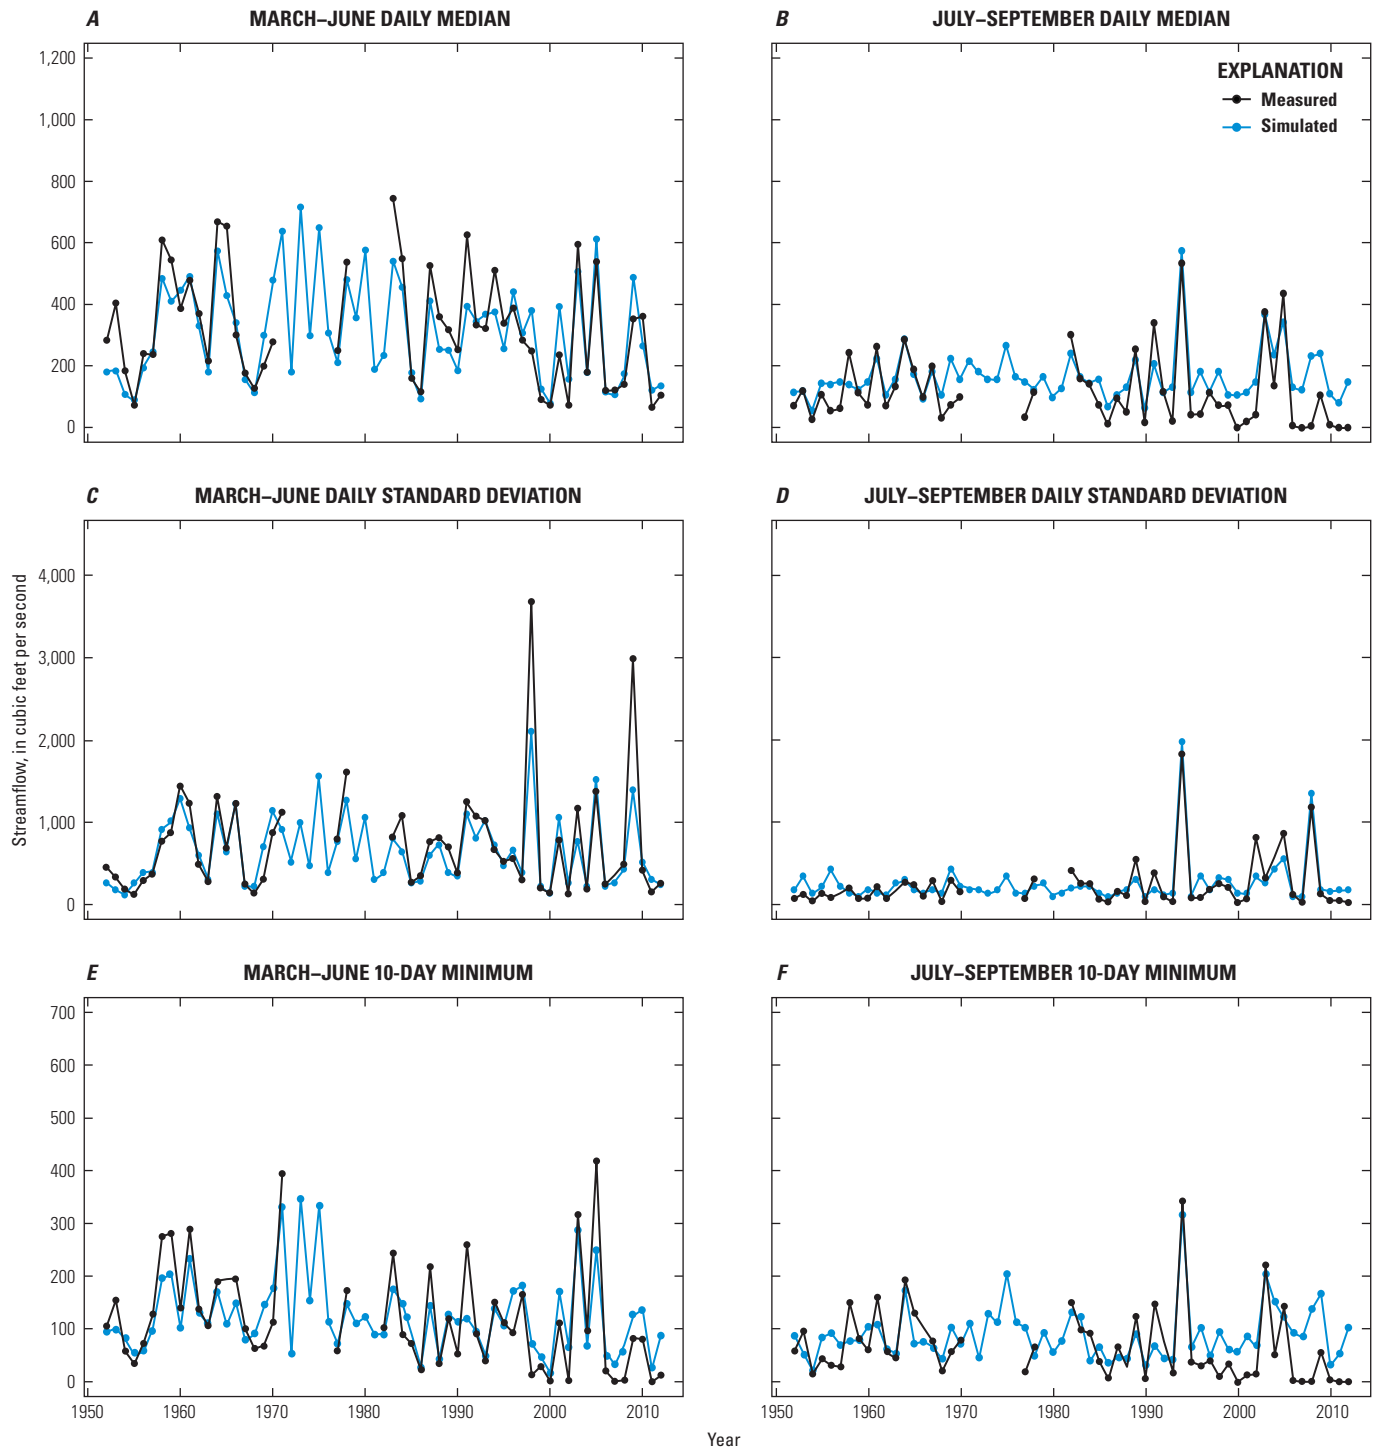 A MARCH–JUNE DAILY MEDIAN
B JULY–SEPTEMBER DAILY MEDIAN
1,200
1,000
800
600
400
200
0
EXPLANATION
Measured
Simulated
C MARCH–JUNE DAILY STANDARD DEVIATION
D JULY–SEPTEMBER DAILY STANDARD DEVIATION
Streamflow, in cubic feet per second
4,000
3,000
2,000
1,000
0
E MARCH–JUNE 10-DAY MINIMUM
F JULY–SEPTEMBER 10-DAY MINIMUM
700
600
500
400
300
200
100
0
1950 1960 1970 1980 1990 2000 2010
1950 1960 1970 1980 1990 2000 2010
Year